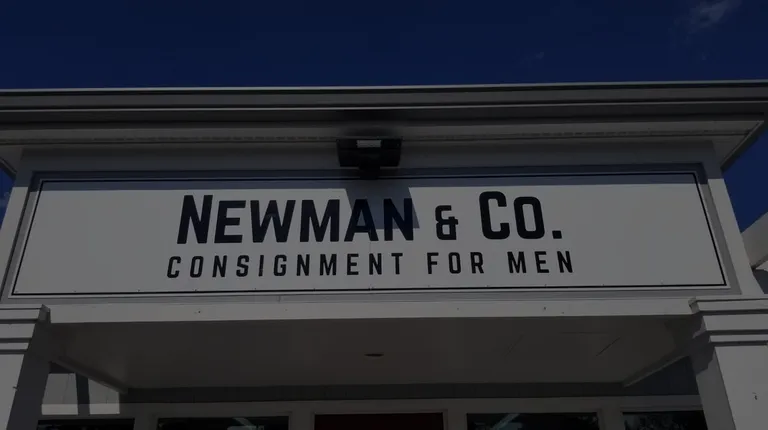 NEWMAN & CO.
CONSIGNMENT FOR MEN